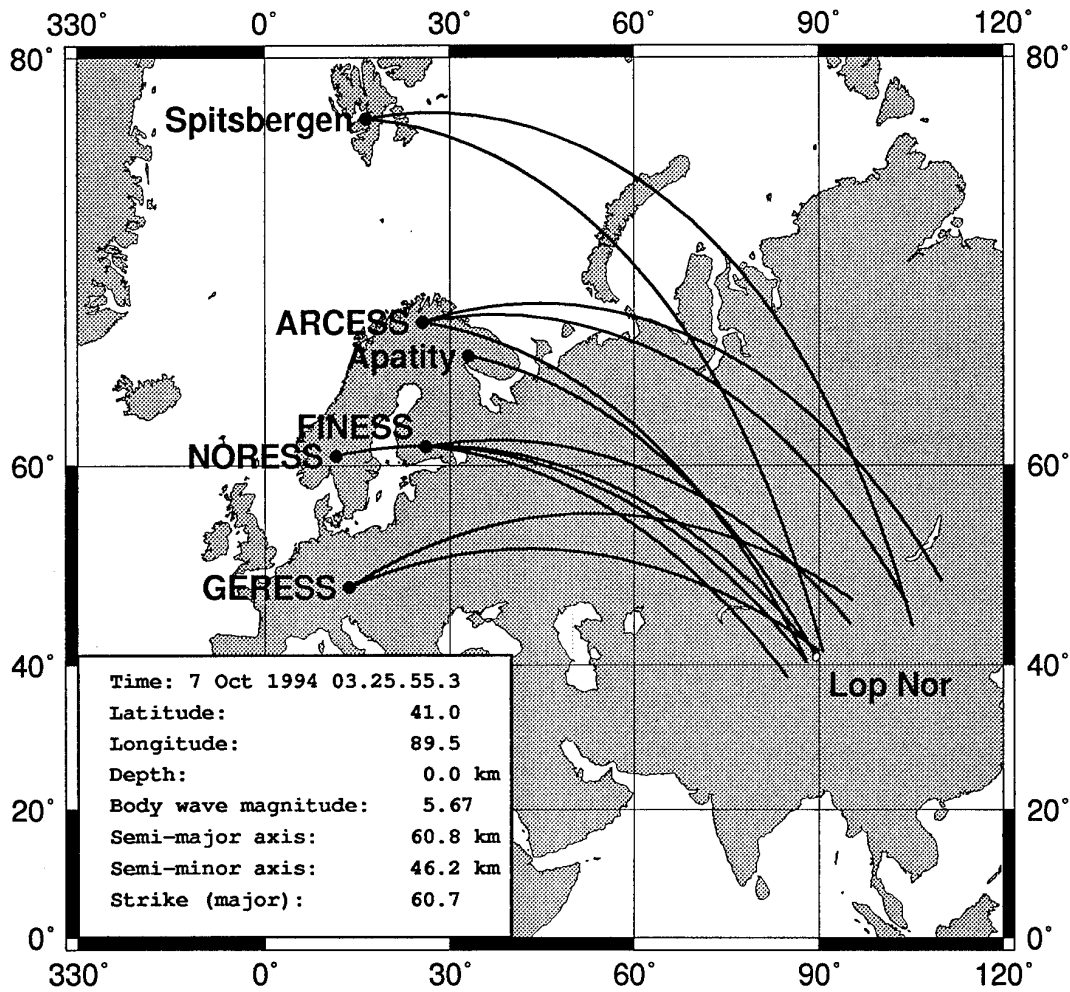 330° 0° 30° 60° 90° 120°
80° 80°
Spitsbergen
ARCESS
Apatity
FINESS
NORESS
60° 60°
GERESS
40° 40°
Lop Nor
Time: 7 Oct 1994 03.25.55.3
Latitude: 41.0
Longitude: 89.5
Depth: 0.0 km
Body wave magnitude: 5.67
Semi-major axis: 60.8 km
Semi-minor axis: 46.2 km
Strike (major): 60.7
20° 20°
0° 0°
330° 0° 30° 60° 90° 120°